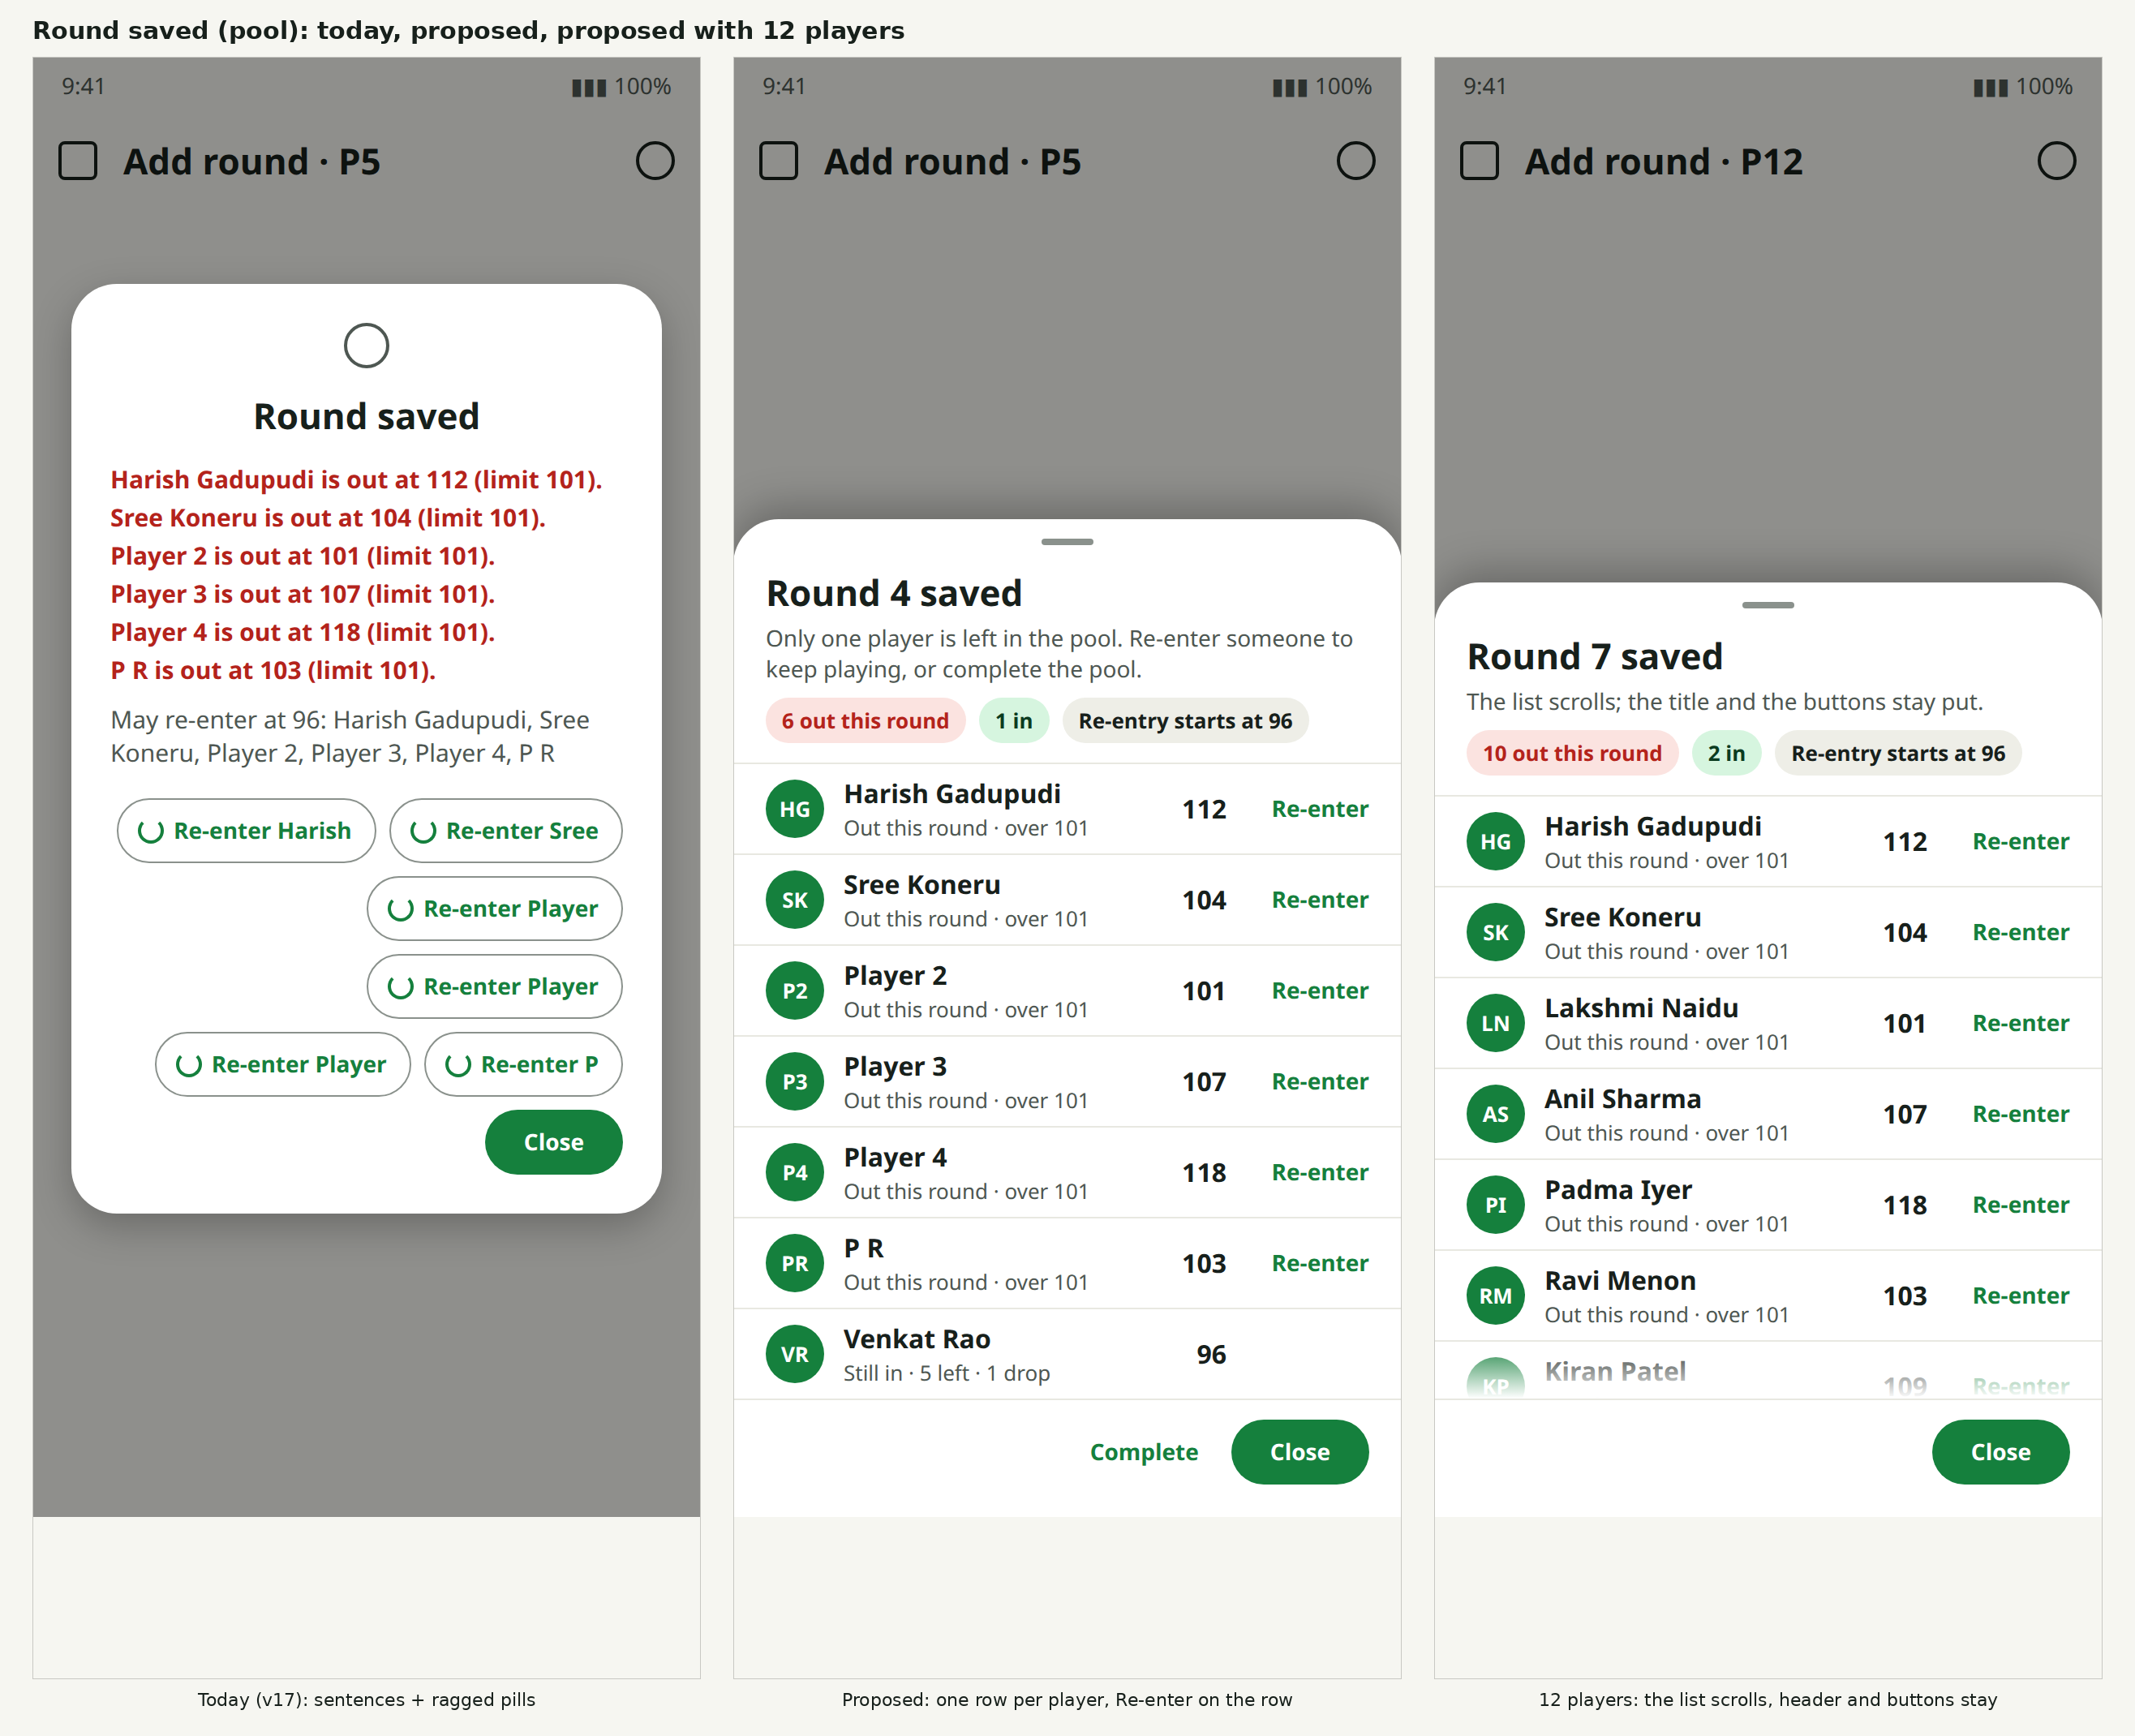 Round saved (pool): today, proposed, proposed with 12 players
9:41
100%
Add round · P5
Round saved
Harish Gadupudi is out at 112 (limit 101).
Sree Koneru is out at 104 (limit 101).
Player 2 is out at 101 (limit 101).
Player 3 is out at 107 (limit 101).
Player 4 is out at 118 (limit 101).
P R is out at 103 (limit 101).
May re-enter at 96: Harish Gadupudi, Sree
Koneru, Player 2, Player 3, Player 4, P R
Re-enter Harish
Re-enter Sree
Re-enter Player
Re-enter Player
Re-enter Player
Re-enter P
Close
Today (v17): sentences + ragged pills
9:41
100%
Add round · P5
Round 4 saved
Only one player is left in the pool. Re-enter someone to
keep playing, or complete the pool.
6 out this round
1 in
Re-entry starts at 96
HG
Harish Gadupudi
Out this round · over 101
112
Re-enter
SK
Sree Koneru
Out this round · over 101
104
Re-enter
P2
Player 2
Out this round · over 101
101
Re-enter
P3
Player 3
Out this round · over 101
107
Re-enter
P4
Player 4
Out this round · over 101
118
Re-enter
PR
P R
Out this round · over 101
103
Re-enter
VR
Venkat Rao
Still in · 5 left · 1 drop
96
Complete
Close
Proposed: one row per player, Re-enter on the row
9:41
100%
Add round · P12
Round 7 saved
The list scrolls; the title and the buttons stay put.
10 out this round
2 in
Re-entry starts at 96
HG
Harish Gadupudi
Out this round · over 101
112
Re-enter
SK
Sree Koneru
Out this round · over 101
104
Re-enter
LN
Lakshmi Naidu
Out this round · over 101
101
Re-enter
AS
Anil Sharma
Out this round · over 101
107
Re-enter
PI
Padma Iyer
Out this round · over 101
118
Re-enter
RM
Ravi Menon
Out this round · over 101
103
Re-enter
KP
Kiran Patel
109
Re-enter
Close
12 players: the list scrolls, header and buttons stay